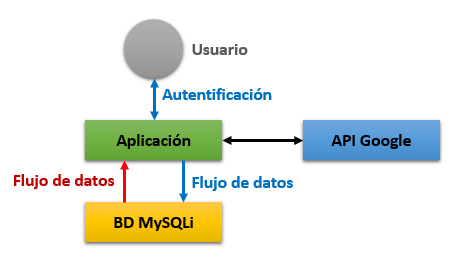 Usuario
Autentificación
Aplicación
API Google
Flujo de datos
Flujo de datos
BD MySQLi